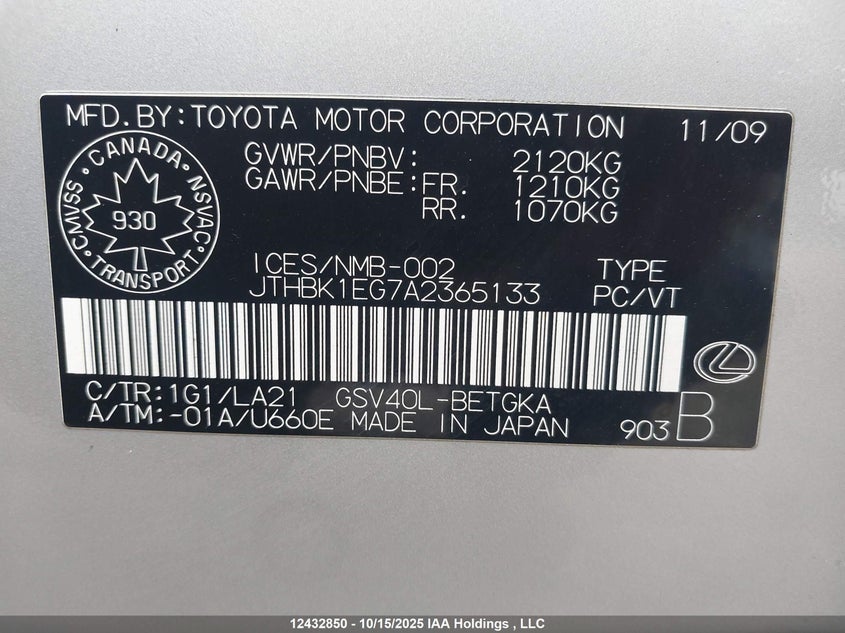 MFD.BY:TOYOTA MOTOR CORPORATION 11/09
GVWR/PNBV: 2120KG
GAWR/PNBE:FR. 1210KG
RR. 1070KG
CANADA
CMVSS
NSVAC
930
TRANSPORT
ICES/NMB-002 TYPE
JTHBK1EG7A2365133 PC/VT
C/TR:1G1/LA21 GSV40L-BETGKA
A/TM:-01A/U660E MADE IN JAPAN 903 B
12432850 - 10/15/2025 IAA Holdings , LLC